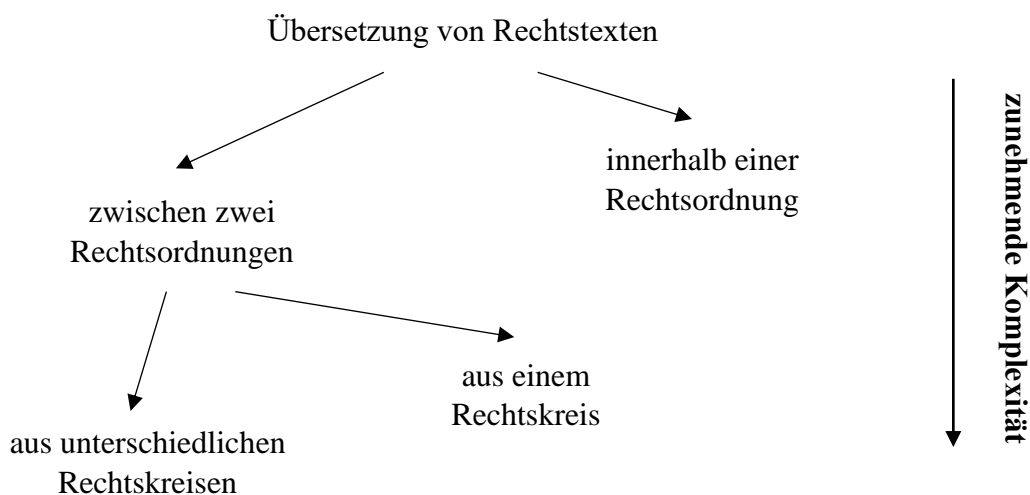 Übersetzung von Rechtstexten
zunehmende Komplexität
innerhalb einer
Rechtsordnung
zwischen zwei
Rechtsordnungen
aus einem
Rechtskreis
aus unterschiedlichen
Rechtskreisen